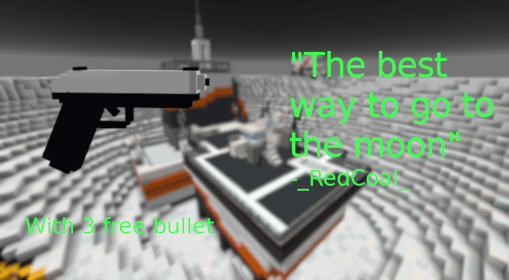 "The best
way to go to
the moon"
-_RedCoal_
With 3 free bullet